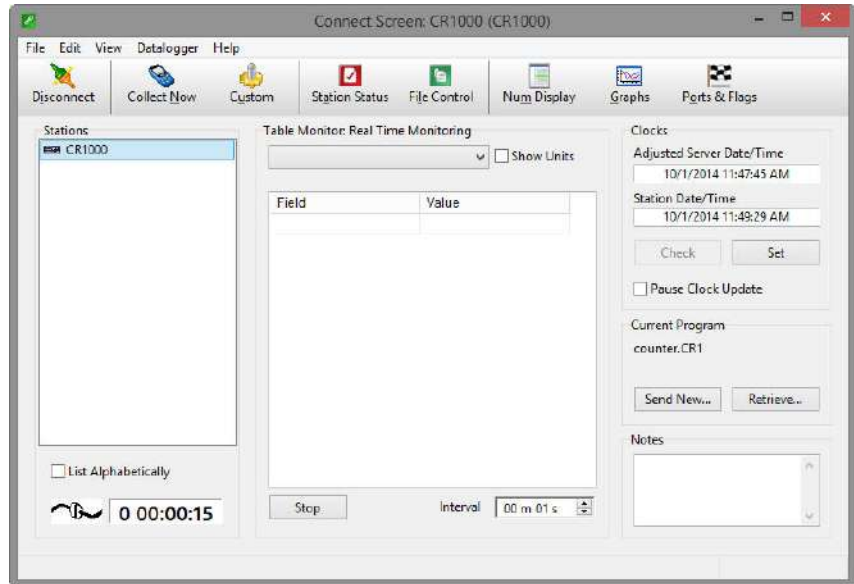 Connect Screen: CR1000 (CR1000)
File Edit View Datalogger Help
Disconnect Collect Now Custom Station Status File Control Num Display Graphs Ports & Flags
Stations
CR1000
List Alphabetically
0 00:00:15
Table Monitor: Real Time Monitoring
Show Units
Field Value
Stop Interval 00 m 01 s
Clocks
Adjusted Server Date/Time
10/1/2014 11:47:45 AM
Station Date/Time
10/1/2014 11:49:29 AM
Check Set
Pause Clock Update
Current Program
counter.CR1
Send New... Retrieve...
Notes